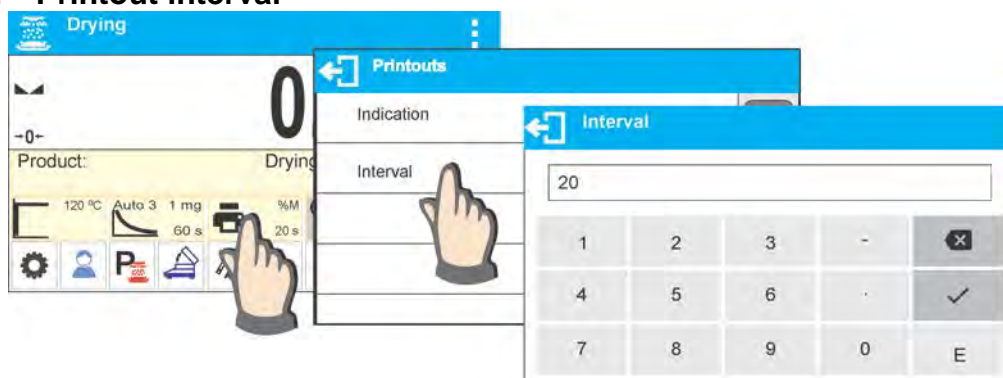 Printout interval
Drying
0
Printouts
Indication
Interval
→0←
Product:
Drying
120 °C
Auto 3
1 mg
60 s
%M
20 s
P
Interval
20
1 2 3 -
4 5 6 .
7 8 9 0 E